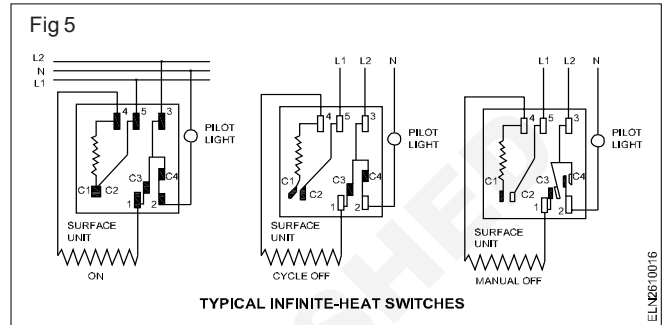 Fig 5
L2
N
L1
4 5 3
PILOT
LIGHT
C1 C2 C3 C4
1 2
SURFACE
UNIT
ON
L1 L2 N
4 5 3
PILOT
LIGHT
C1 C2 C3 C4
1 2
SURFACE
UNIT
CYCLE OFF
L1 L2 N
4 5 3
PILOT
LIGHT
C1 C2 C3 C4
1 2
SURFACE
UNIT
MANUAL OFF
TYPICAL INFINITE-HEAT SWITCHES
SHED